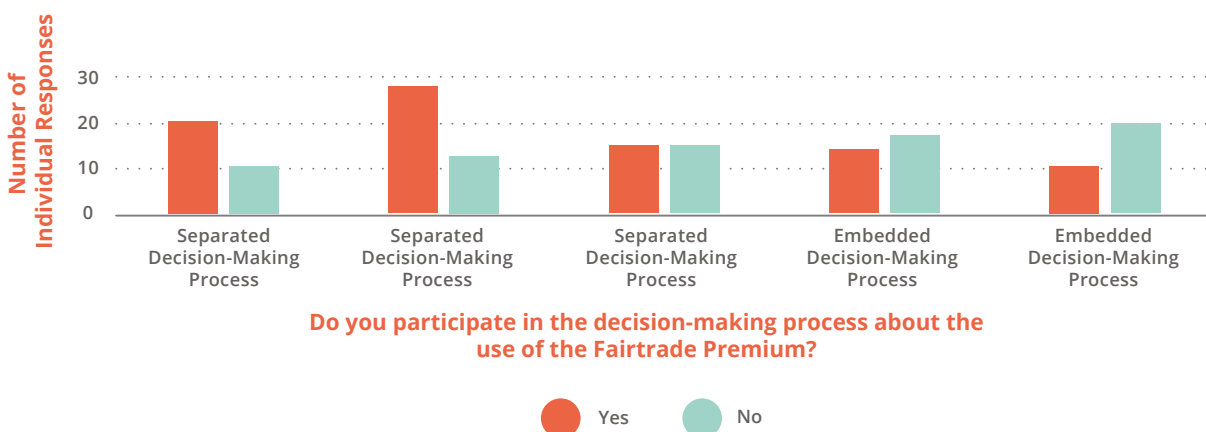 Number of
Individual Responses
30
20
10
0
Separated
Decision-Making
Process
Separated
Decision-Making
Process
Separated
Decision-Making
Process
Embedded
Decision-Making
Process
Embedded
Decision-Making
Process
Do you participate in the decision-making process about the
use of the Fairtrade Premium?
Yes
No